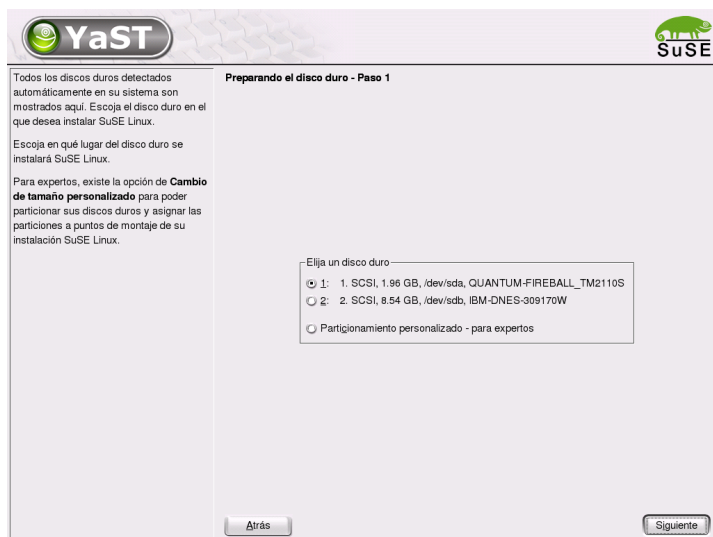 YaST
SuSE
Todos los discos duros detectados
automáticamente en su sistema son
mostrados aquí. Escoja el disco duro en el
que desea instalar SuSE Linux.
Escoja en qué lugar del disco duro se
instalará SuSE Linux.
Para expertos, existe la opción de Cambio
de tamaño personalizado para poder
particionar sus discos duros y asignar las
particiones a puntos de montaje de su
instalación SuSE Linux.
Preparando el disco duro - Paso 1
Elija un disco duro
1: 1. SCSI, 1.96 GB, /dev/sda, QUANTUM-FIREBALL_TM2110S
2: 2. SCSI, 8.54 GB, /dev/sdb, IBM-DNES-309170W
Particionamiento personalizado - para expertos
Atrás
Siguiente